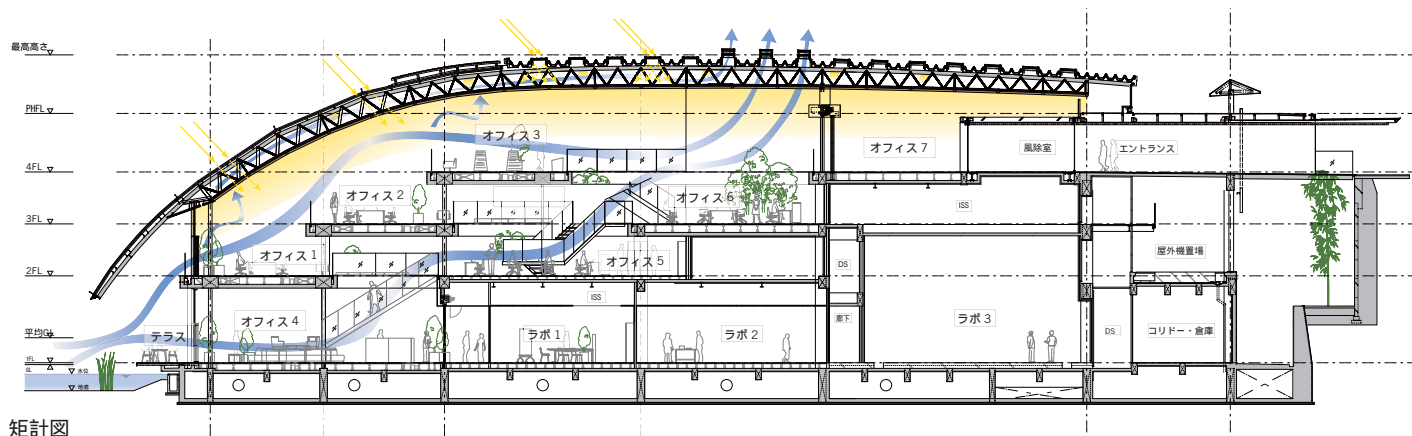 最高高さ
PHFL
4FL
3FL
2FL
平均GL
1FL
GL
水位
地底
テラス
オフィス 1
オフィス 2
オフィス 3
オフィス 4
オフィス 5
オフィス 6
オフィス 7
風除室
エントランス
ISS
ISS
DS
廊下
ラボ 1
ラボ 2
ラボ 3
DS
屋外機置場
コリドー・倉庫
矩計図